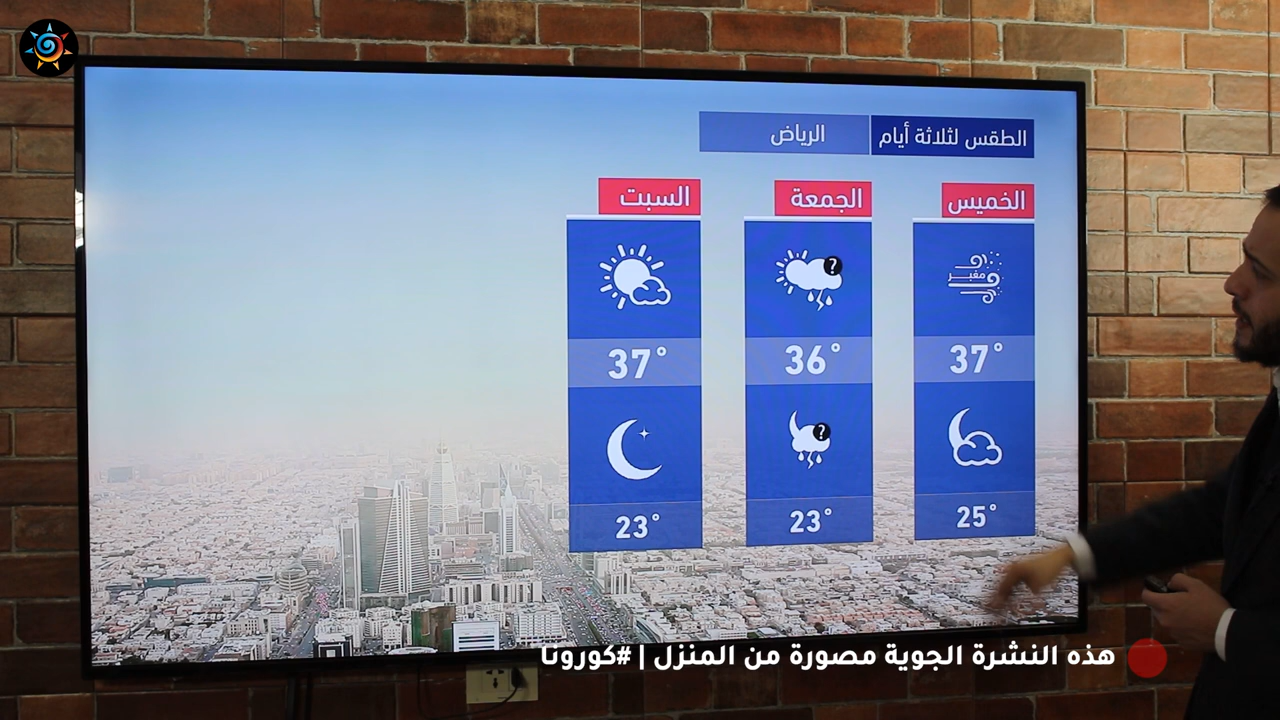 الطقس لثلاثة أيام الرياض
الخميس الجمعة السبت
مغبر ?
37° 36° 37°
?
25° 23° 23°
هذه النشرة الجوية مصورة من المنزل | #كورونا